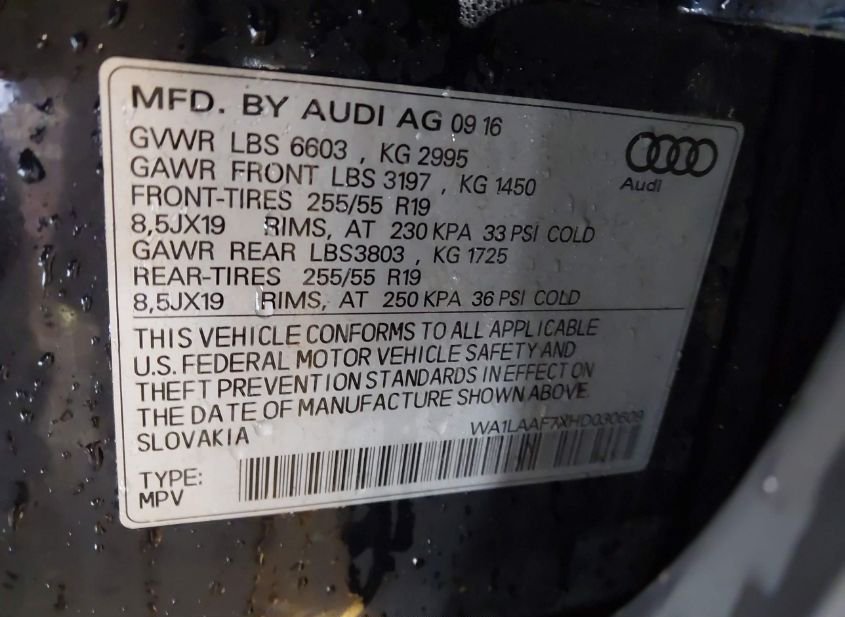 MFD. BY AUDI AG 09 16
GVWR LBS 6603 , KG 2995
GAWR FRONT LBS 3197 , KG 1450
FRONT-TIRES 255/55 R19
8,5JX19 RIMS, AT 230 KPA 33 PSI COLD
GAWR REAR LBS3803 , KG 1725
REAR-TIRES 255/55 R19
8,5JX19 RIMS, AT 250 KPA 36 PSI COLD
Audi
THIS VEHICLE CONFORMS TO ALL APPLICABLE
U.S. FEDERAL MOTOR VEHICLE SAFETY AND
THEFT PREVENTION STANDARDS IN EFFECT ON
THE DATE OF MANUFACTURE SHOWN ABOVE.
SLOVAKIA
WA1LAAF7XHD030609
TYPE:
MPV